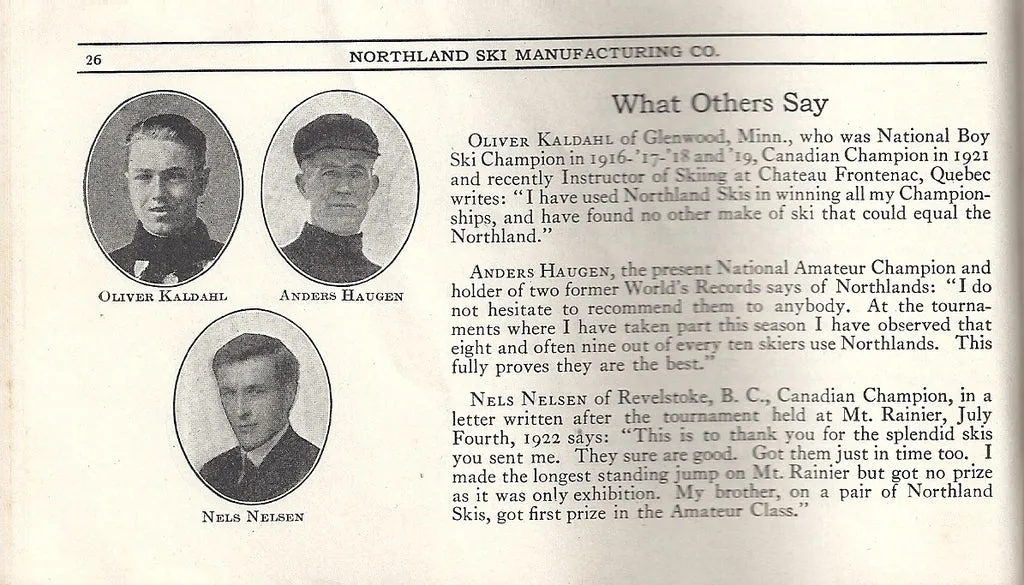 26
NORTHLAND SKI MANUFACTURING CO.
OLIVER KALDAHL
ANDERS HAUGEN
NELS NELSEN
What Others Say
OLIVER KALDAHL of Glenwood, Minn., who was National Boy
Ski Champion in 1916-'17-'18 and '19, Canadian Champion in 1921
and recently Instructor of Skiing at Chateau Frontenac, Quebec
writes: "I have used Northland Skis in winning all my Champion-
ships, and have found no other make of ski that could equal the
Northland."
ANDERS HAUGEN, the present National Amateur Champion and
holder of two former World's Records says of Northlands: "I do
not hesitate to recommend them to anybody. At the tourna-
ments where I have taken part this season I have observed that
eight and often nine out of every ten skiers use Northlands. This
fully proves they are the best."
NELS NELSEN of Revelstoke, B. C., Canadian Champion, in a
letter written after the tournament held at Mt. Rainier, July
Fourth, 1922 says: "This is to thank you for the splendid skis
you sent me. They sure are good. Got them just in time too. I
made the longest standing jump on Mt. Rainier but got no prize
as it was only exhibition. My brother, on a pair of Northland
Skis, got first prize in the Amateur Class."